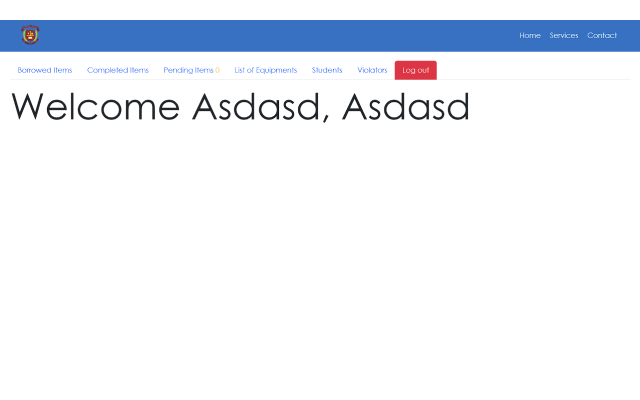 Home Services Contact
Borrowed Items Completed Items Pending Items 0 List of Equipments Students Violators Log out
Welcome Asdasd, Asdasd